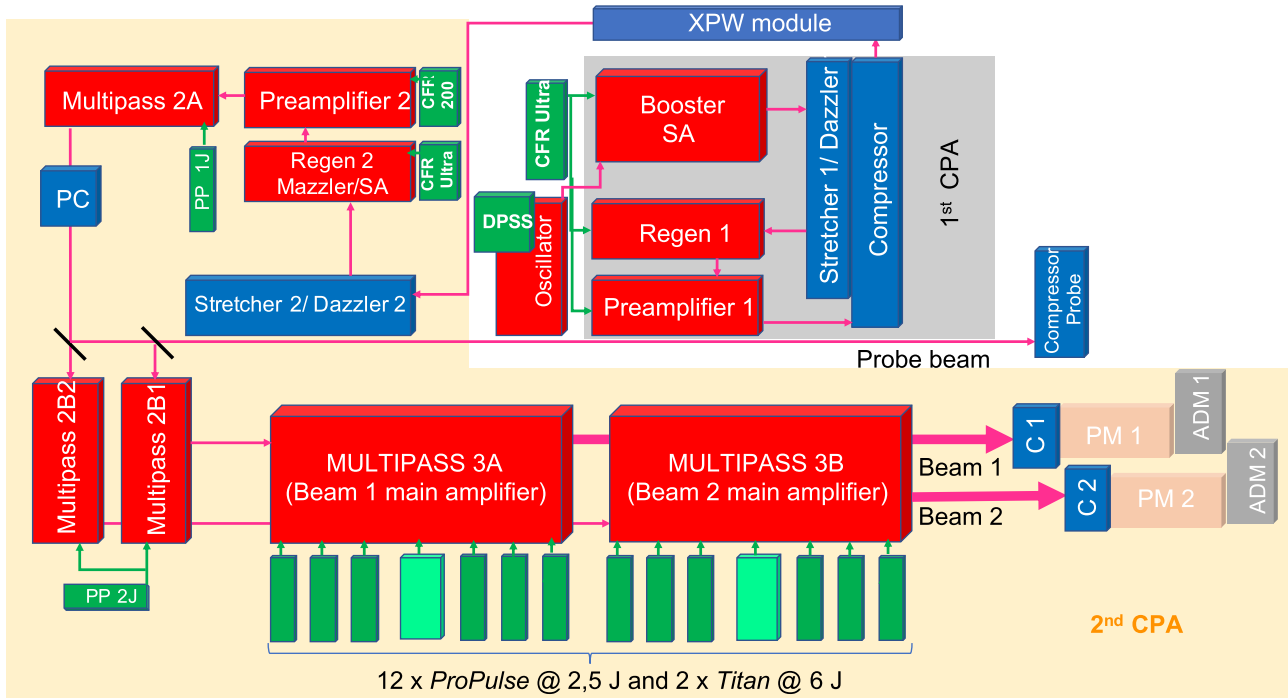 XPW module
Multipass 2A
Preamplifier 2
CFR
200
PP 1J
Regen 2
Mazzler/SA
CFR
Ultra
PC
Stretcher 2/ Dazzler 2
CFR Ultra
Booster
SA
DPSS
Oscillator
Regen 1
Preamplifier 1
Stretcher 1/ Dazzler
Compressor
1st CPA
Compressor
Probe
Probe beam
Multipass 2B2
Multipass 2B1
PP 2J
MULTIPASS 3A
(Beam 1 main amplifier)
MULTIPASS 3B
(Beam 2 main amplifier)
Beam 1
Beam 2
C 1
PM 1
ADM 1
C 2
PM 2
ADM 2
2nd CPA
12 x ProPulse @ 2,5 J and 2 x Titan @ 6 J